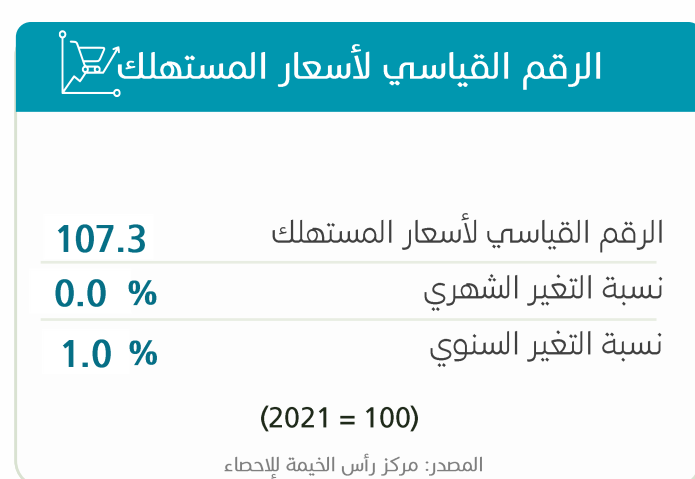 الرقم القياسي لأسعار المستهلك
الرقم القياسي لأسعار المستهلك 107.3
نسبة التغير الشهري 0.0 %
نسبة التغير السنوي 1.0 %
(2021 = 100)
المصدر: مركز رأس الخيمة للإحصاء